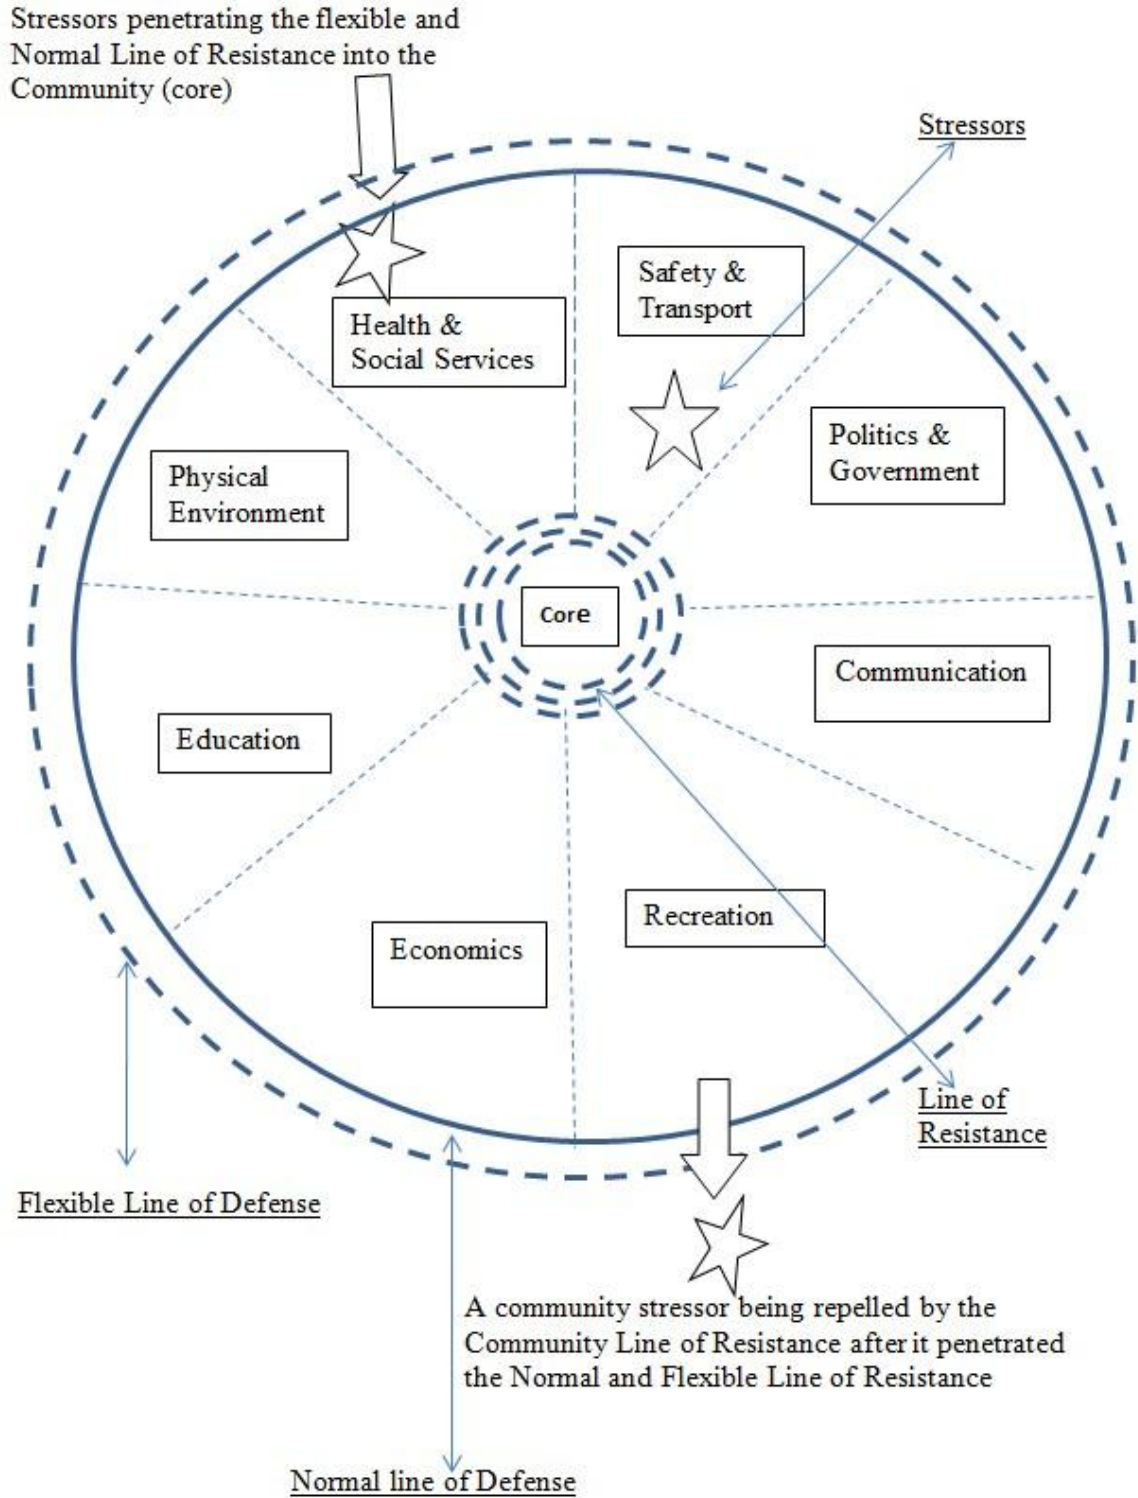 Stressors penetrating the flexible and
Normal Line of Resistance into the
Community (core)
Stressors
Safety &
Transport
Health &
Social Services
Politics &
Government
Physical
Environment
Core
Communication
Education
Recreation
Economics
Line of
Resistance
Flexible Line of Defense
A community stressor being repelled by the
Community Line of Resistance after it penetrated
the Normal and Flexible Line of Resistance
Normal line of Defense